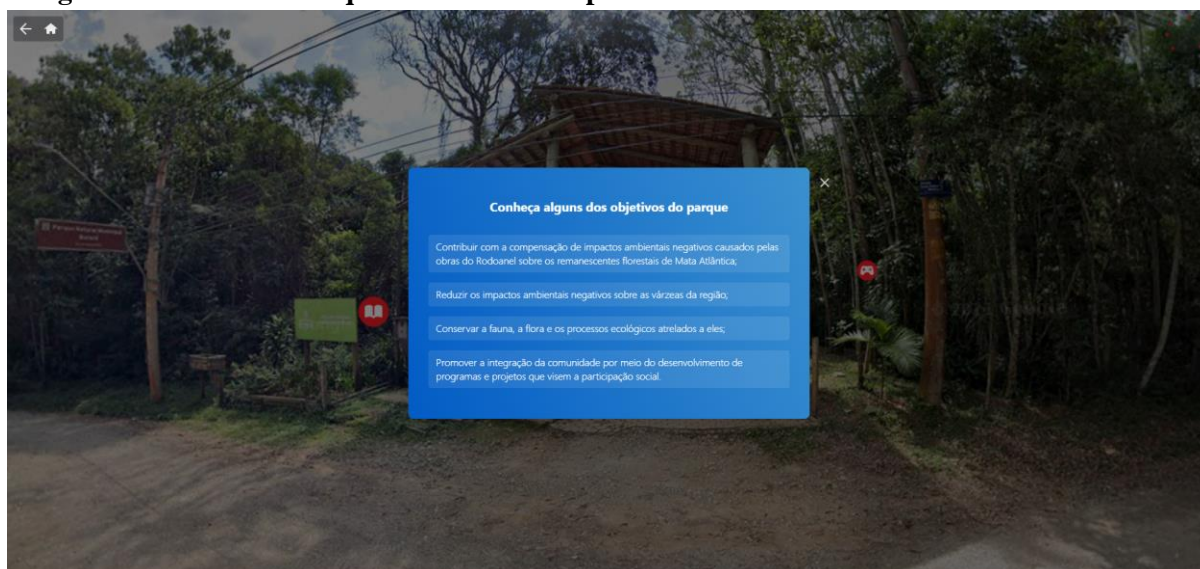 Conheça alguns dos objetivos do parque
Contribuir com a compensação de impactos ambientais negativos causados pelas
obras do Rodoanel sobre os remanescentes florestais de Mata Atlântica;
Reduzir os impactos ambientais negativos sobre as várzeas da região;
Conservar a fauna, a flora e os processos ecológicos atrelados a eles;
Promover a integração da comunidade por meio do desenvolvimento de
programas e projetos que visem a participação social.
Parque Natural Municipal